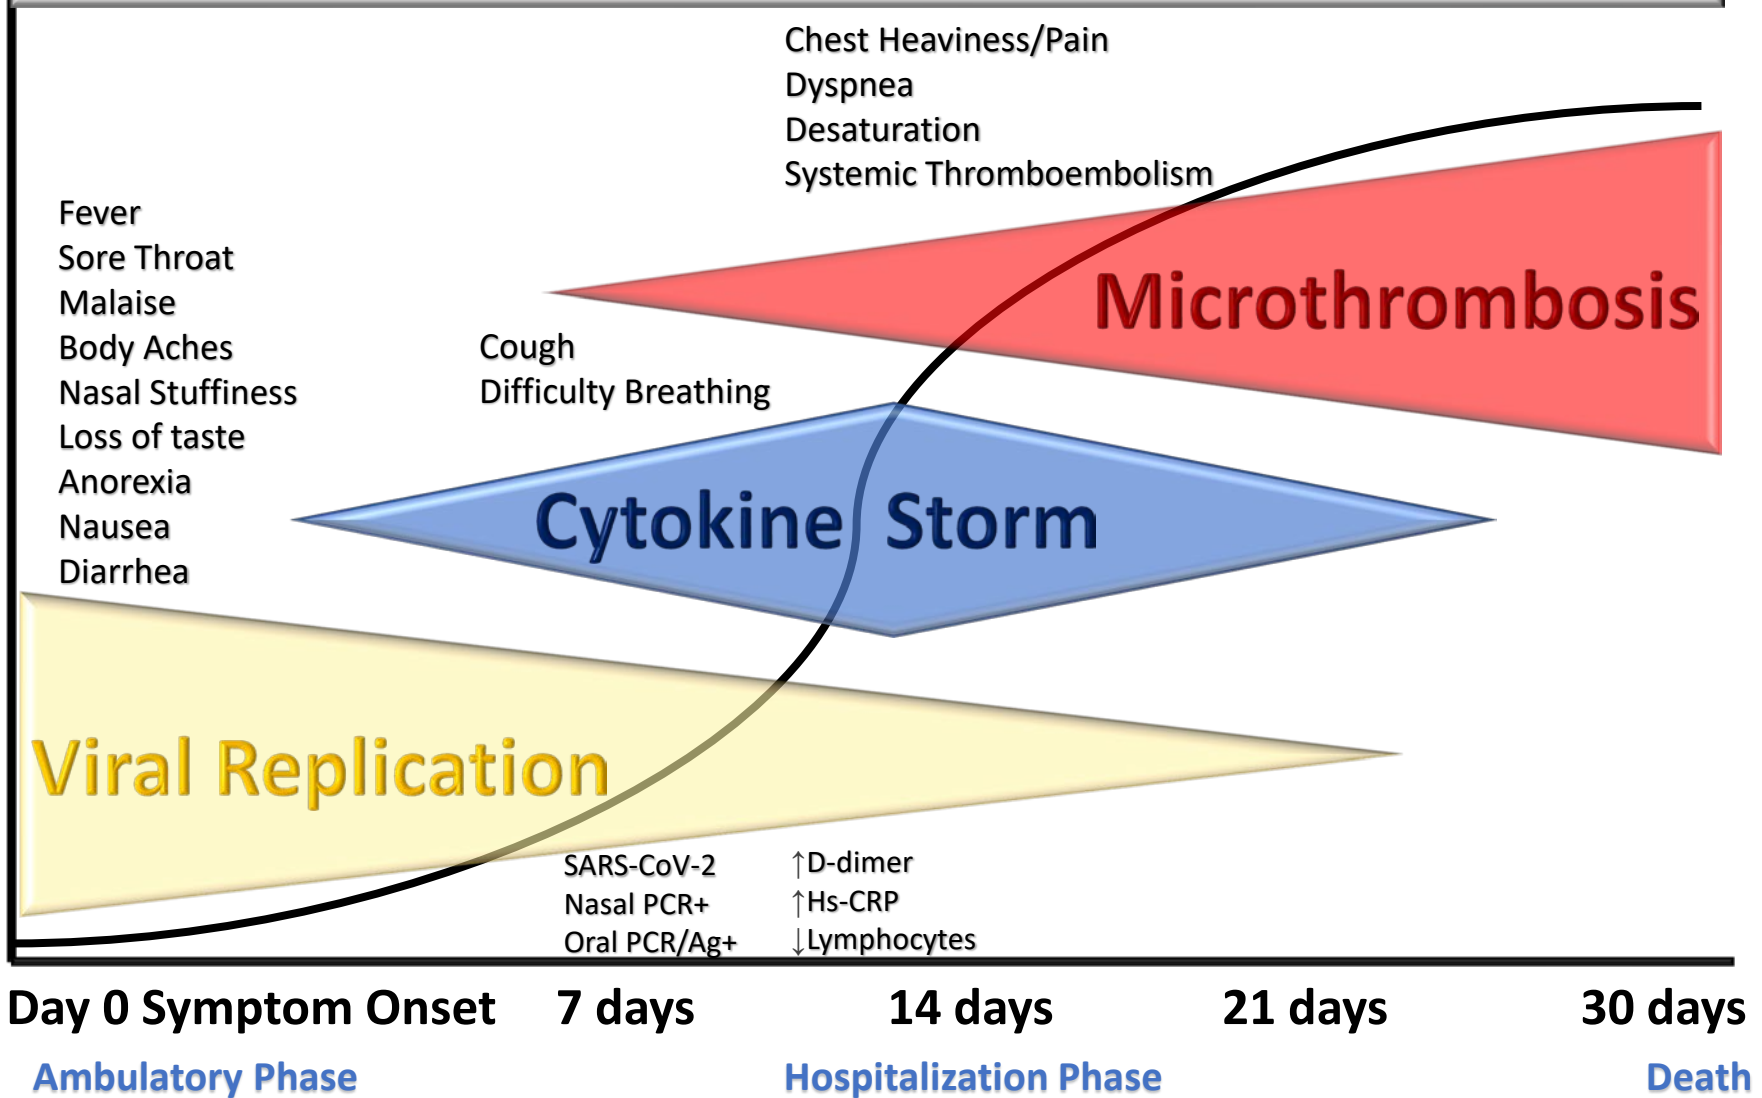 Chest Heaviness/Pain
Dyspnea
Desaturation
Systemic Thromboembolism
Fever
Sore Throat
Malaise
Body Aches
Nasal Stuffiness
Loss of taste
Anorexia
Nausea
Diarrhea
Cough
Difficulty Breathing
Microthrombosis
Cytokine Storm
Viral Replication
SARS-CoV-2
Nasal PCR+
Oral PCR/Ag+
↑D-dimer
↑Hs-CRP
↓Lymphocytes
Day 0 Symptom Onset 7 days 14 days 21 days 30 days
Ambulatory Phase Hospitalization Phase Death